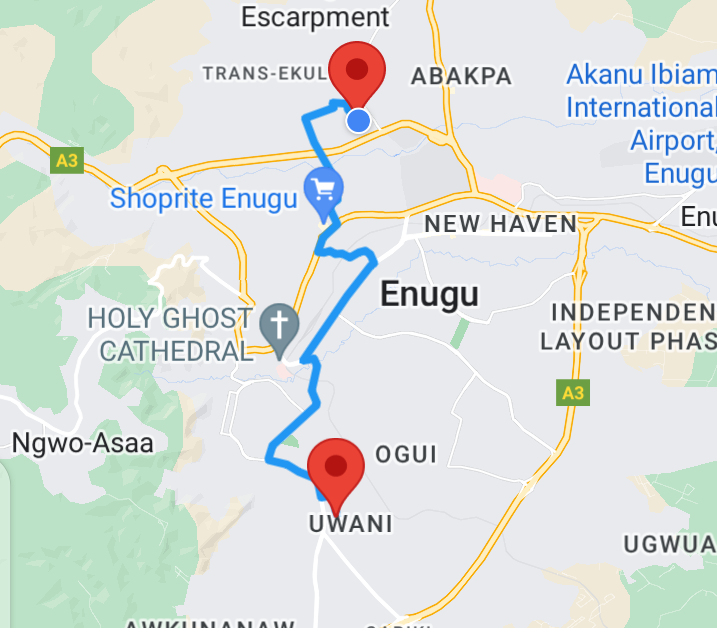 Escarpment
TRANS-EKUL
ABAKPA
Akanu Ibiam
International
Airport,
Enugu
A3
Shoprite Enugu
NEW HAVEN
Enu
Enugu
HOLY GHOST
CATHEDRAL
INDEPENDEN
LAYOUT PHAS
A3
Ngwo-Asaa
OGUI
UWANI
UGWUA
AWKUNANAW